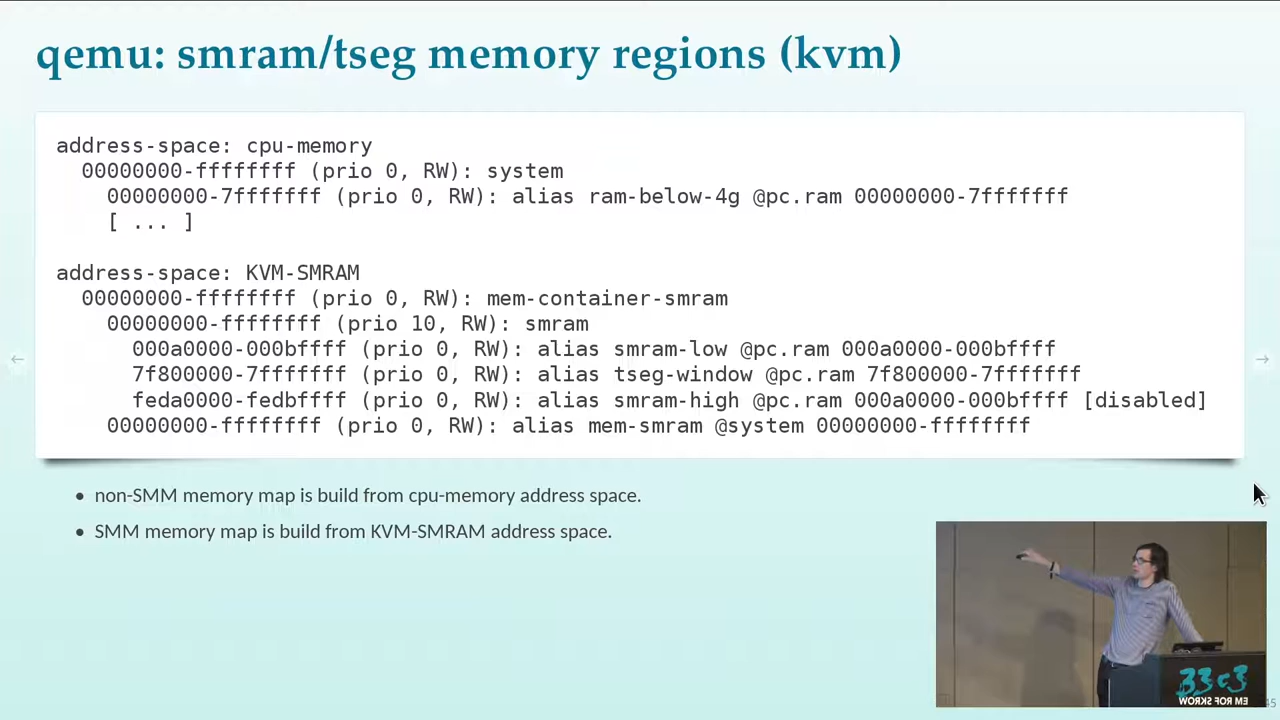 qemu: smram/tseg memory regions (kvm)
address-space: cpu-memory
00000000-ffffffff (prio 0, RW): system
00000000-7fffffff (prio 0, RW): alias ram-below-4g @pc.ram 00000000-7fffffff
[ ... ]
address-space: KVM-SMRAM
00000000-ffffffff (prio 0, RW): mem-container-smram
00000000-ffffffff (prio 10, RW): smram
000a0000-000bffff (prio 0, RW): alias smram-low @pc.ram 000a0000-000bffff
7f800000-7fffffff (prio 0, RW): alias tseg-window @pc.ram 7f800000-7fffffff
feda0000-fedbffff (prio 0, RW): alias smram-high @pc.ram 000a0000-000bffff [disabled]
00000000-ffffffff (prio 0, RW): alias mem-smram @system 00000000-ffffffff
← →
• non-SMM memory map is build from cpu-memory address space.
• SMM memory map is build from KVM-SMRAM address space.
33c3
WORKS FOR ME